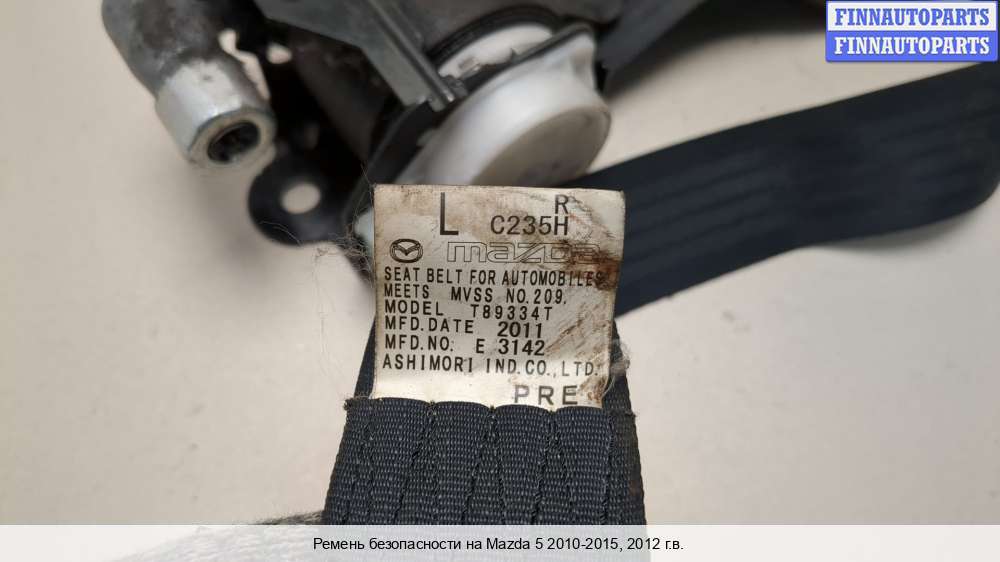 FINNAUTOPARTS
FINNAUTOPARTS
L R
C235H
mazda
SEAT BELT FOR AUTOMOBILES
MEETS MVSS NO.209.
MODEL T89334T
MFD.DATE 2011
MFD.NO. E 3142
ASHIMORI IND.CO.,LTD.
PRE
Ремень безопасности на Mazda 5 2010-2015, 2012 г.в.